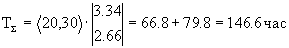 T_Σ = ⟨20,30⟩ · |3.34 2.66| = 66.8 + 79.8 = 146.6 час